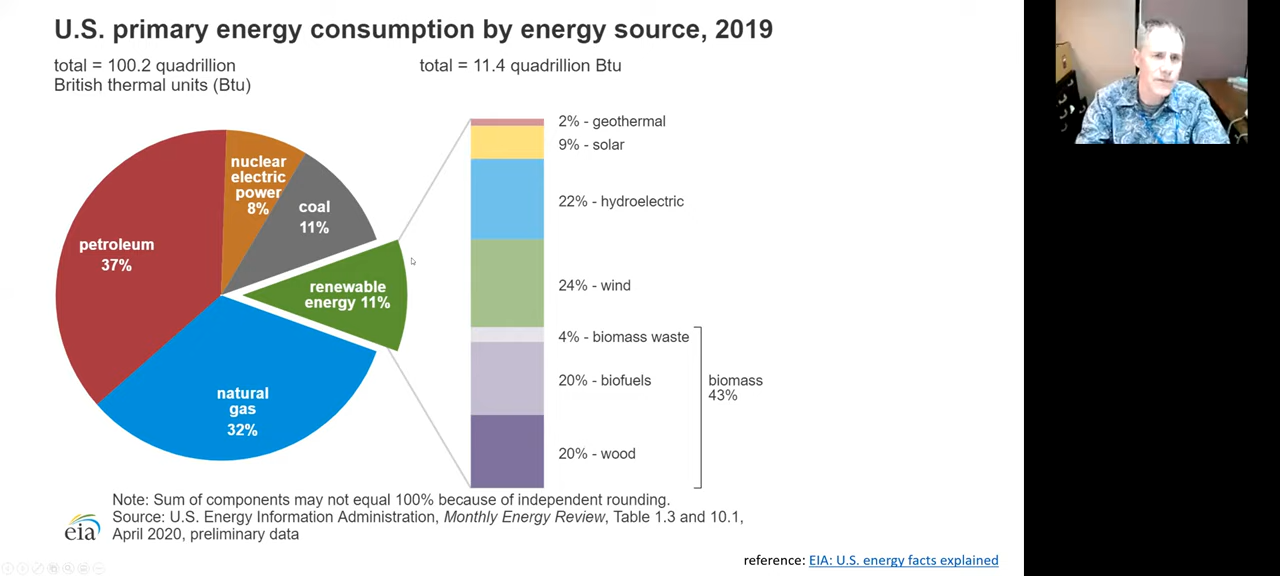 U.S. primary energy consumption by energy source, 2019
total = 100.2 quadrillion
British thermal units (Btu)
total = 11.4 quadrillion Btu
petroleum
37%
nuclear
electric
power
8%
coal
11%
renewable
energy 11%
natural
gas
32%
2% - geothermal
9% - solar
22% - hydroelectric
24% - wind
4% - biomass waste
20% - biofuels
20% - wood
biomass
43%
Note: Sum of components may not equal 100% because of independent rounding.
Source: U.S. Energy Information Administration, Monthly Energy Review, Table 1.3 and 10.1,
April 2020, preliminary data
eia
reference: EIA: U.S. energy facts explained